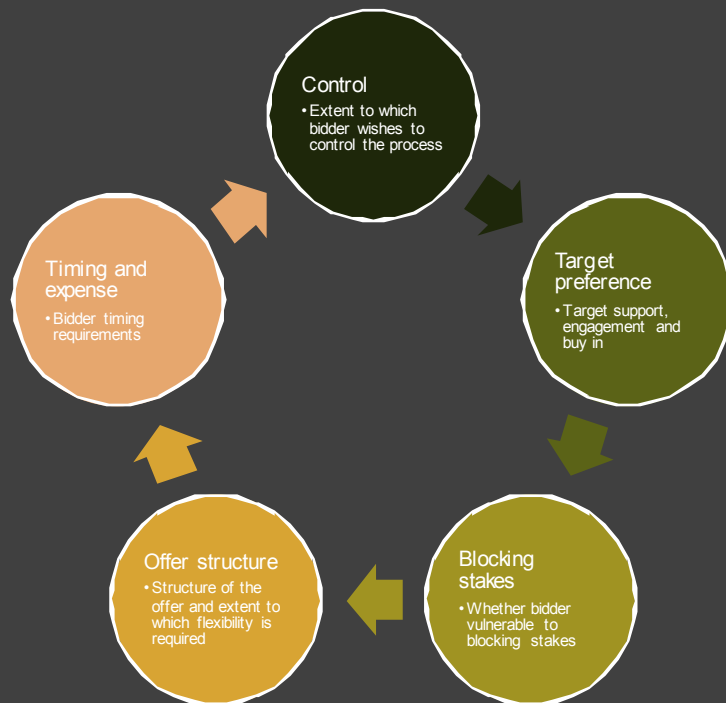 Control
• Extent to which
bidder wishes to
control the process
Target
preference
• Target support,
engagement and
buy in
Blocking
stakes
• Whether bidder
vulnerable to
blocking stakes
Offer structure
• Structure of the
offer and extent to
which flexibility is
required
Timing and
expense
• Bidder timing
requirements